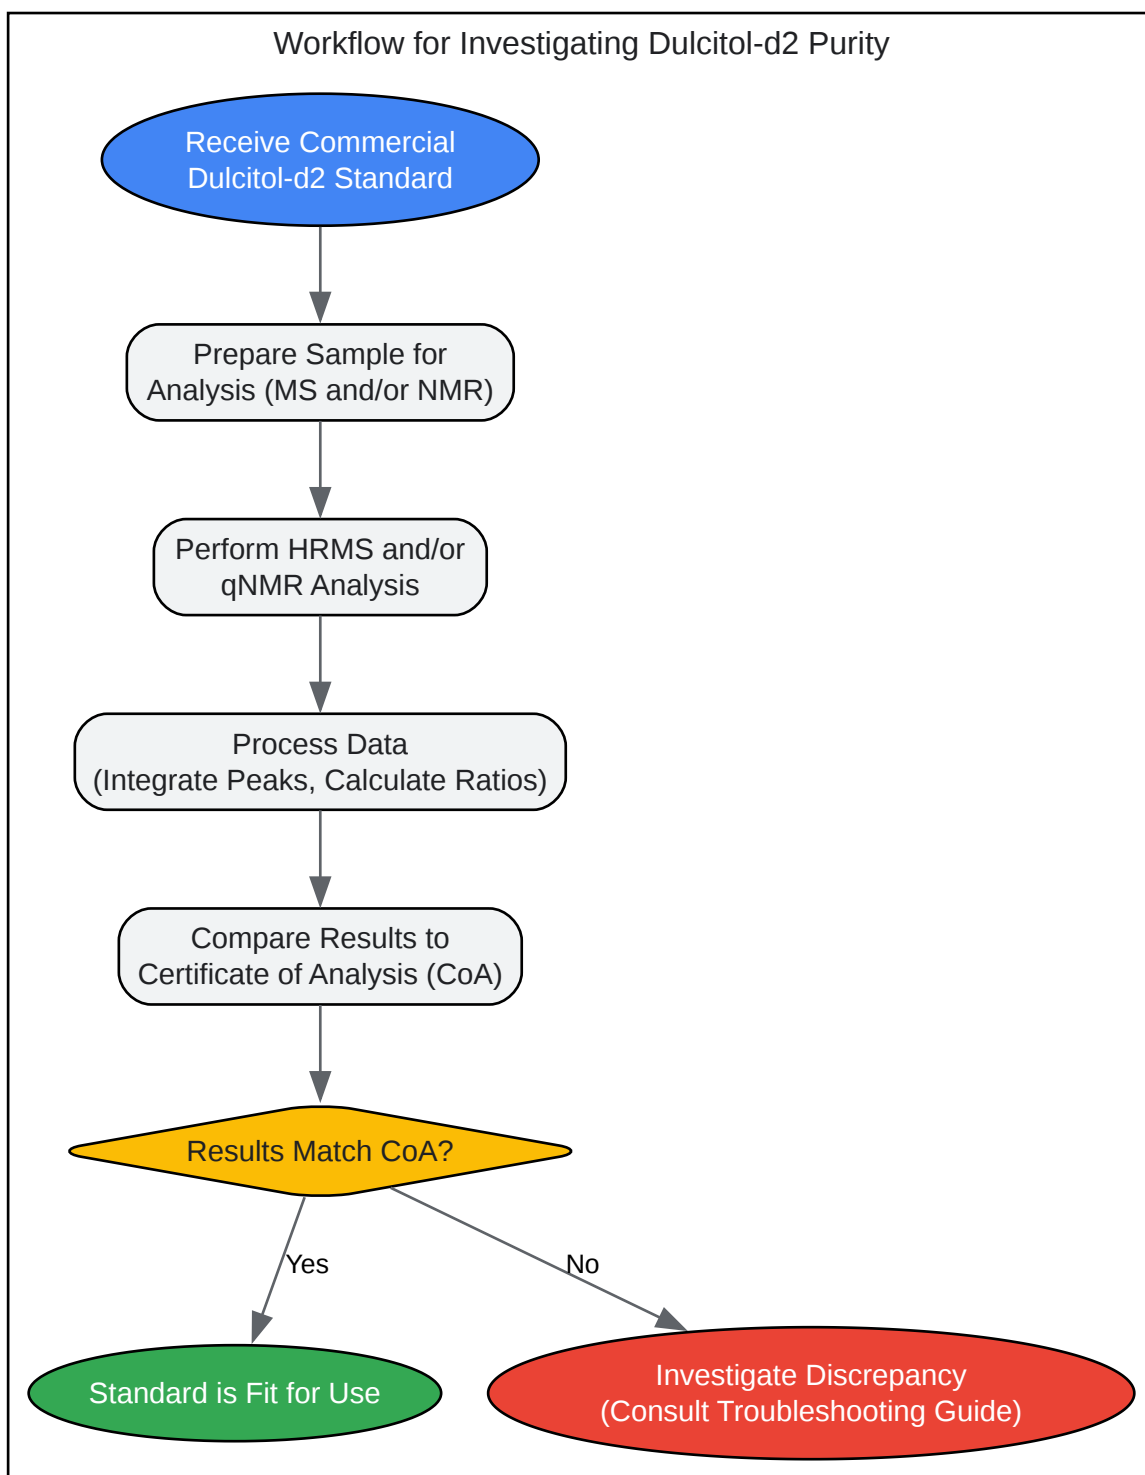 Workflow for Investigating Dulcitol-d2 Purity
Receive Commercial
Dulcitol-d2 Standard
Prepare Sample for
Analysis (MS and/or NMR)
Perform HRMS and/or
qNMR Analysis
Process Data
(Integrate Peaks, Calculate Ratios)
Compare Results to
Certificate of Analysis (CoA)
Results Match CoA?
Yes
No
Standard is Fit for Use
Investigate Discrepancy
(Consult Troubleshooting Guide)